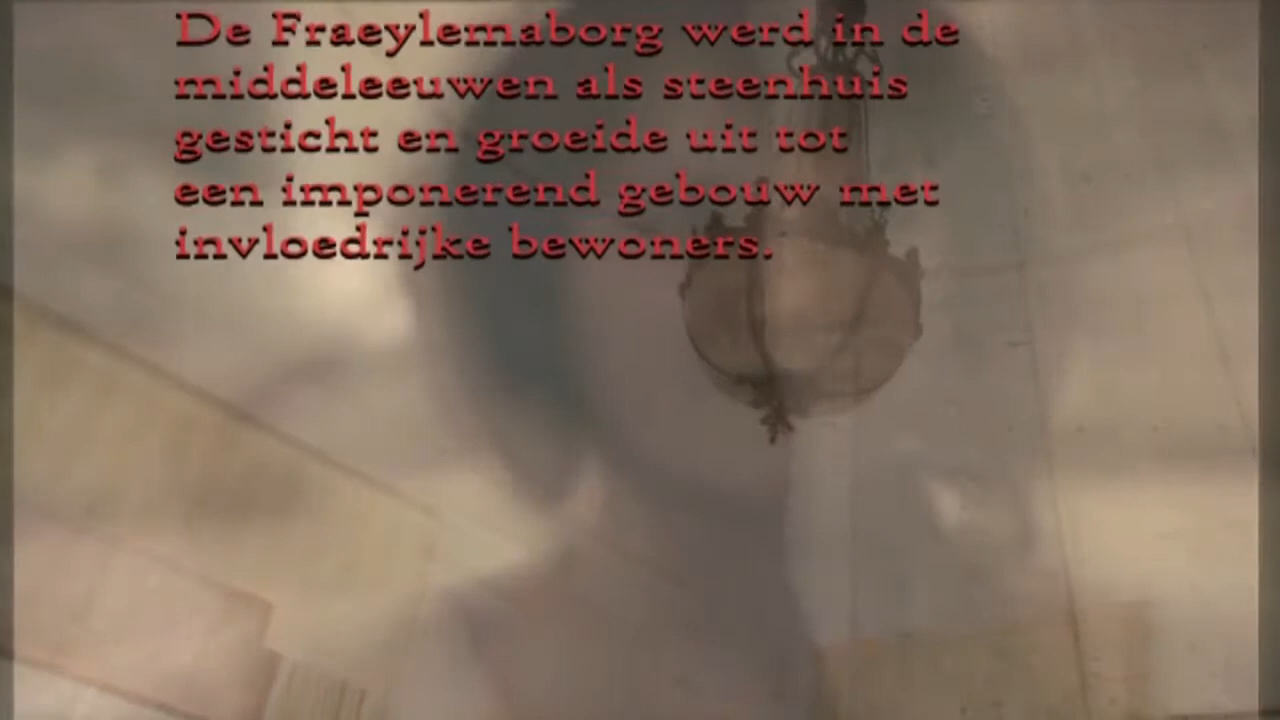 De Fraeylemaborg werd in de
middeleeuwen als steenhuis
gesticht en groeide uit tot
een imponerend gebouw met
invloedrijke bewoners.